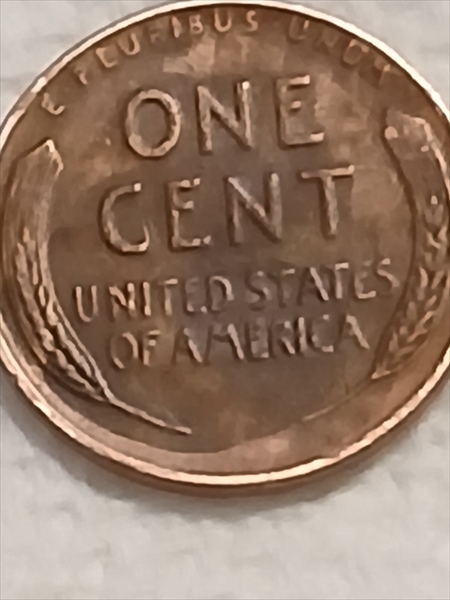 E PLURIBUS UNUM
ONE
CENT
UNITED STATES
OF AMERICA